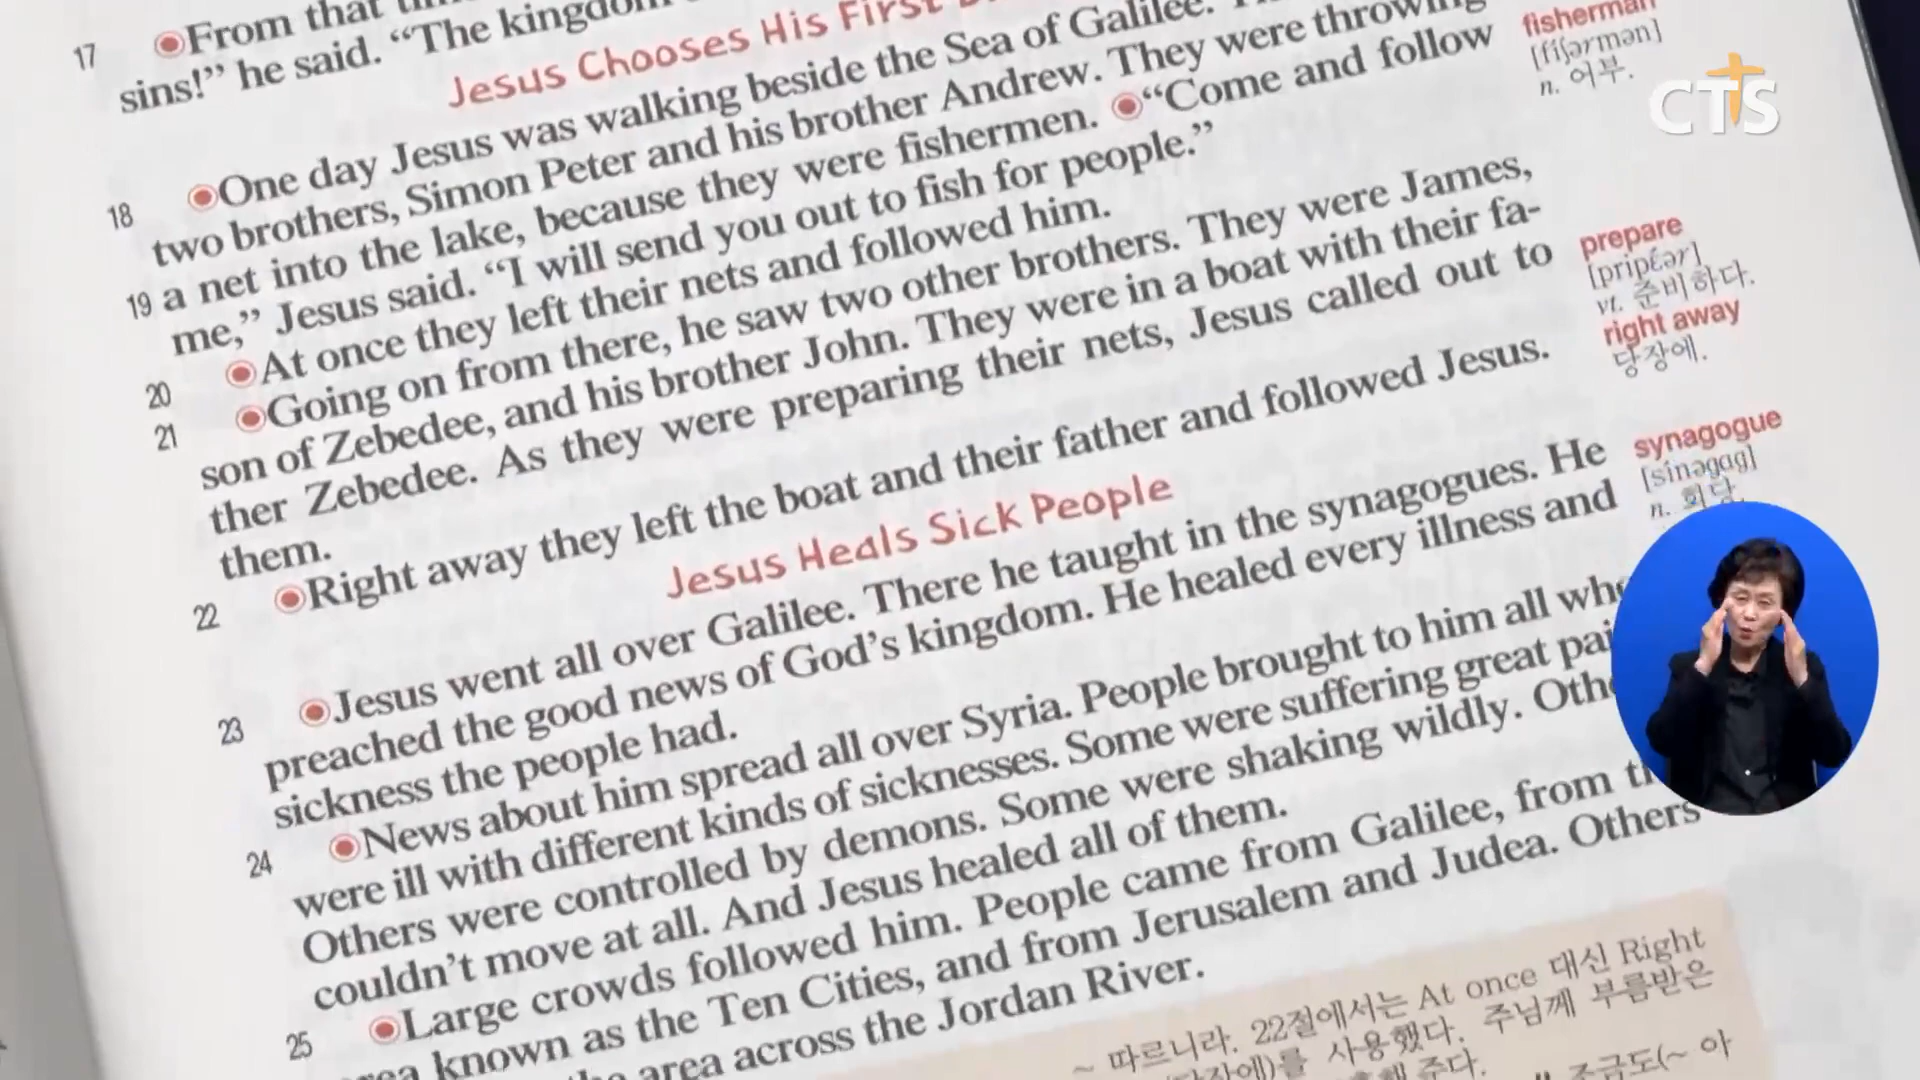 17 From that
sins!” he said. “The kingdom
Jesus Chooses His First
18 One day Jesus was walking beside the Sea of Galilee.
two brothers, Simon Peter and his brother Andrew. They were throwing
19 a net into the lake, because they were fishermen. “Come and follow
me,” Jesus said. “I will send you out to fish for people.”
20 At once they left their nets and followed him.
21 Going on from there, he saw two other brothers. They were James,
son of Zebedee, and his brother John. They were in a boat with their fa-
ther Zebedee. As they were preparing their nets, Jesus called out to
them.
22 Right away they left the boat and their father and followed Jesus.
Jesus Heals Sick People
23 Jesus went all over Galilee. There he taught in the synagogues. He
preached the good news of God’s kingdom. He healed every illness and
sickness the people had.
24 News about him spread all over Syria. People brought to him all who
were ill with different kinds of sicknesses. Some were suffering great
Others were controlled by demons. Some were shaking wildly.
couldn’t move at all. And Jesus healed all of them.
25 Large crowds followed him. People came from Galilee, from
known as the Ten Cities, and from Jerusalem and Judea. Others
area across the Jordan River.
fisherman
[fíʃərmən]
n. 어부.
prepare
[pripέər]
vt. 준비하다.
right away
당장에.
synagogue
[sínəgɑg]
n. 회당.
~ 따르니라. 22절에서는 At once 대신 Right
(당장에)를 사용했다. 주님께 부름받은
주다. 조금도(~ 아
CTS